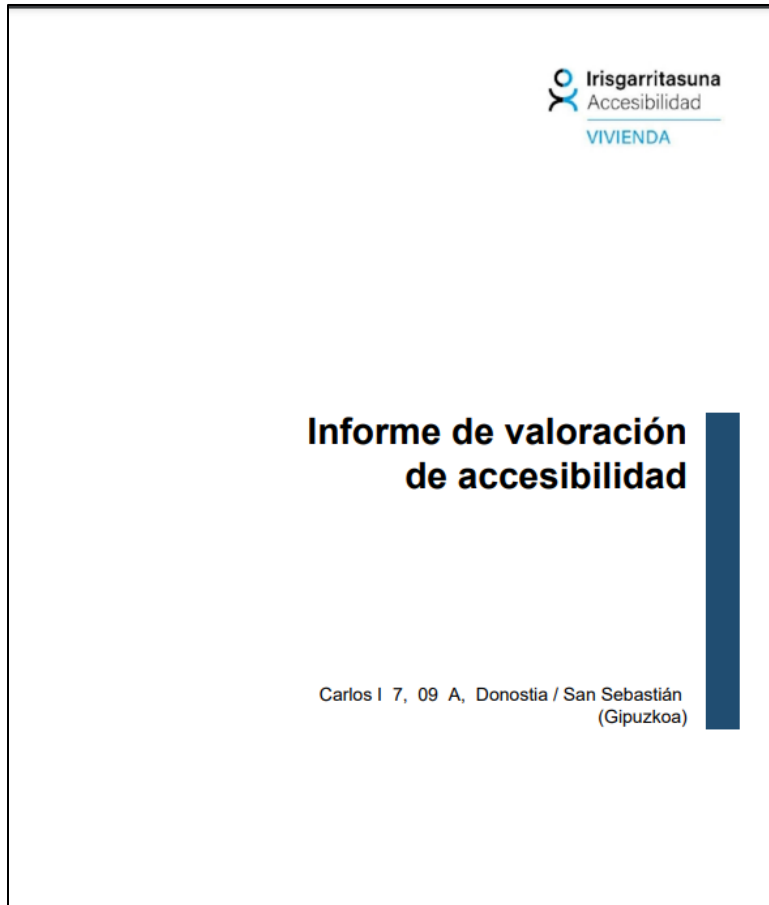 Irisgarritasuna
Accesibilidad
VIVIENDA
Informe de valoración
de accesibilidad
Carlos I 7, 09 A, Donostia / San Sebastián
(Gipuzkoa)